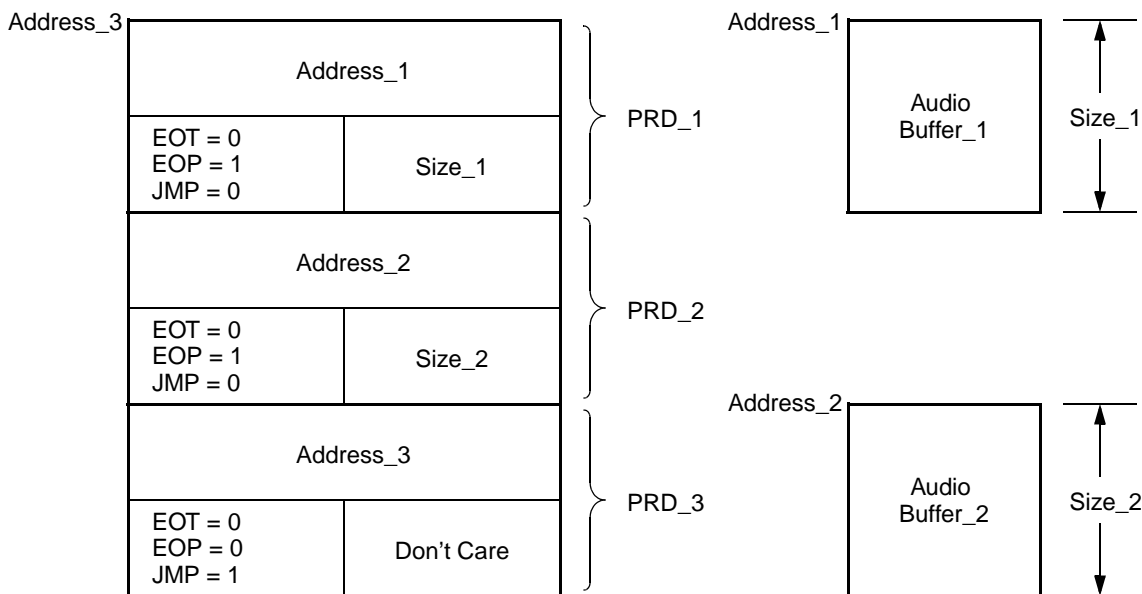 Address_3
Address_1
EOT = 0
EOP = 1
JMP = 0
Size_1
PRD_1
Address_2
EOT = 0
EOP = 1
JMP = 0
Size_2
PRD_2
Address_3
EOT = 0
EOP = 0
JMP = 1
Don't Care
PRD_3
Address_1
Audio
Buffer_1
Size_1
Address_2
Audio
Buffer_2
Size_2